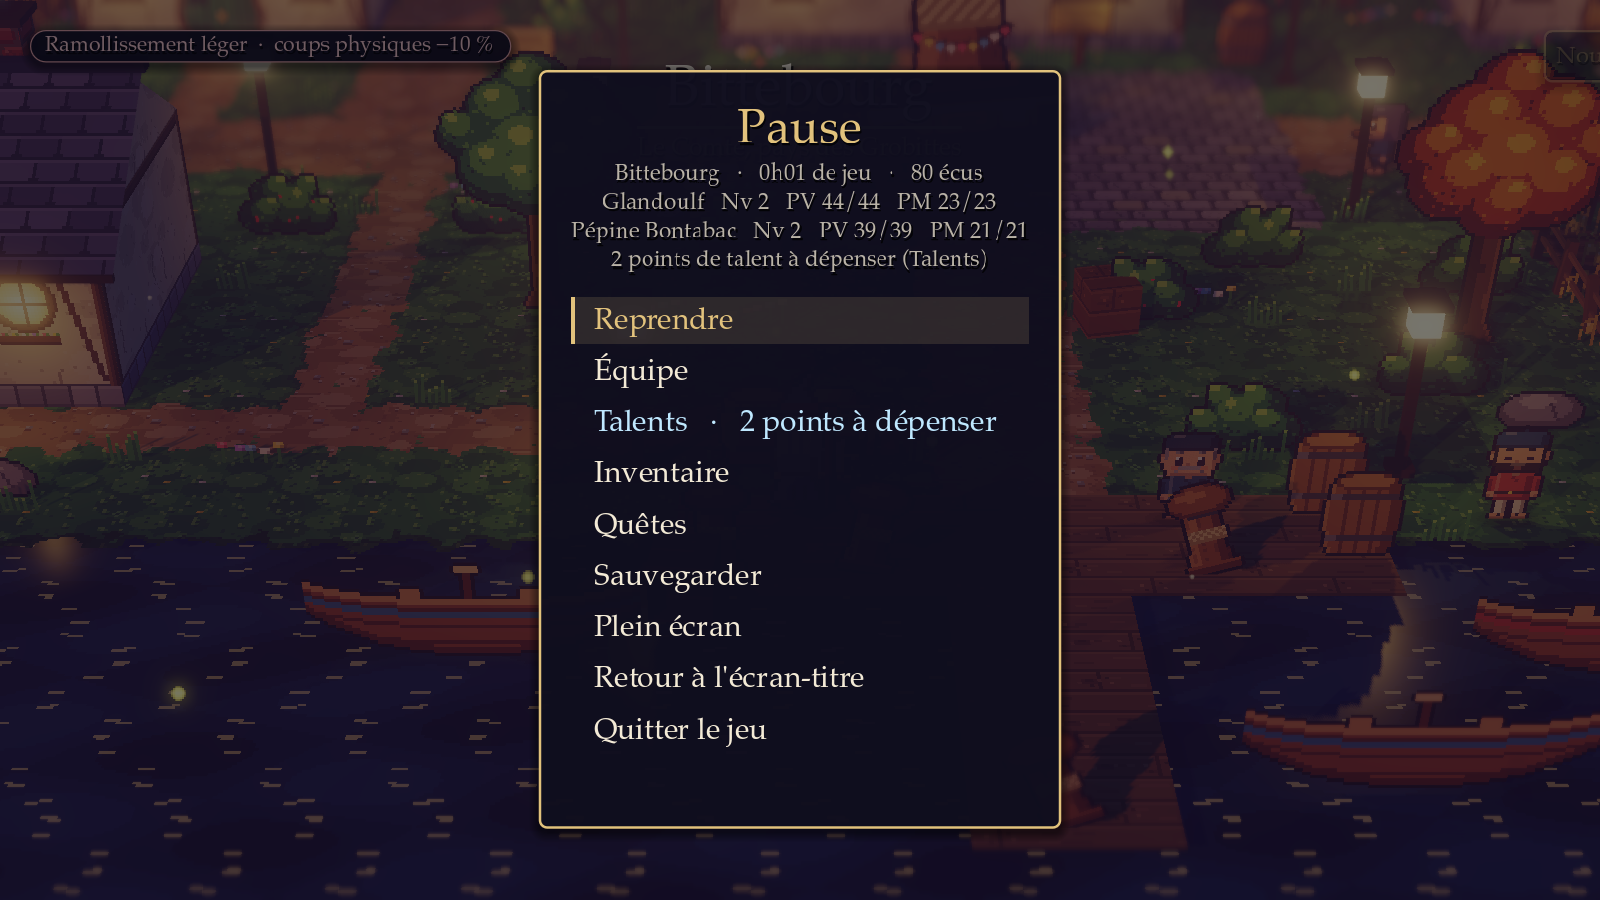 Ramollissement léger · coups physiques −10 %
Nou
Bittebourg
Pause
Bittebourg · 0h01 de jeu · 80 écus
Glandoulf Nv 2 PV 44/44 PM 23/23
Pépine Bontabac Nv 2 PV 39/39 PM 21/21
2 points de talent à dépenser (Talents)
Reprendre
Équipe
Talents · 2 points à dépenser
Inventaire
Quêtes
Sauvegarder
Plein écran
Retour à l'écran-titre
Quitter le jeu